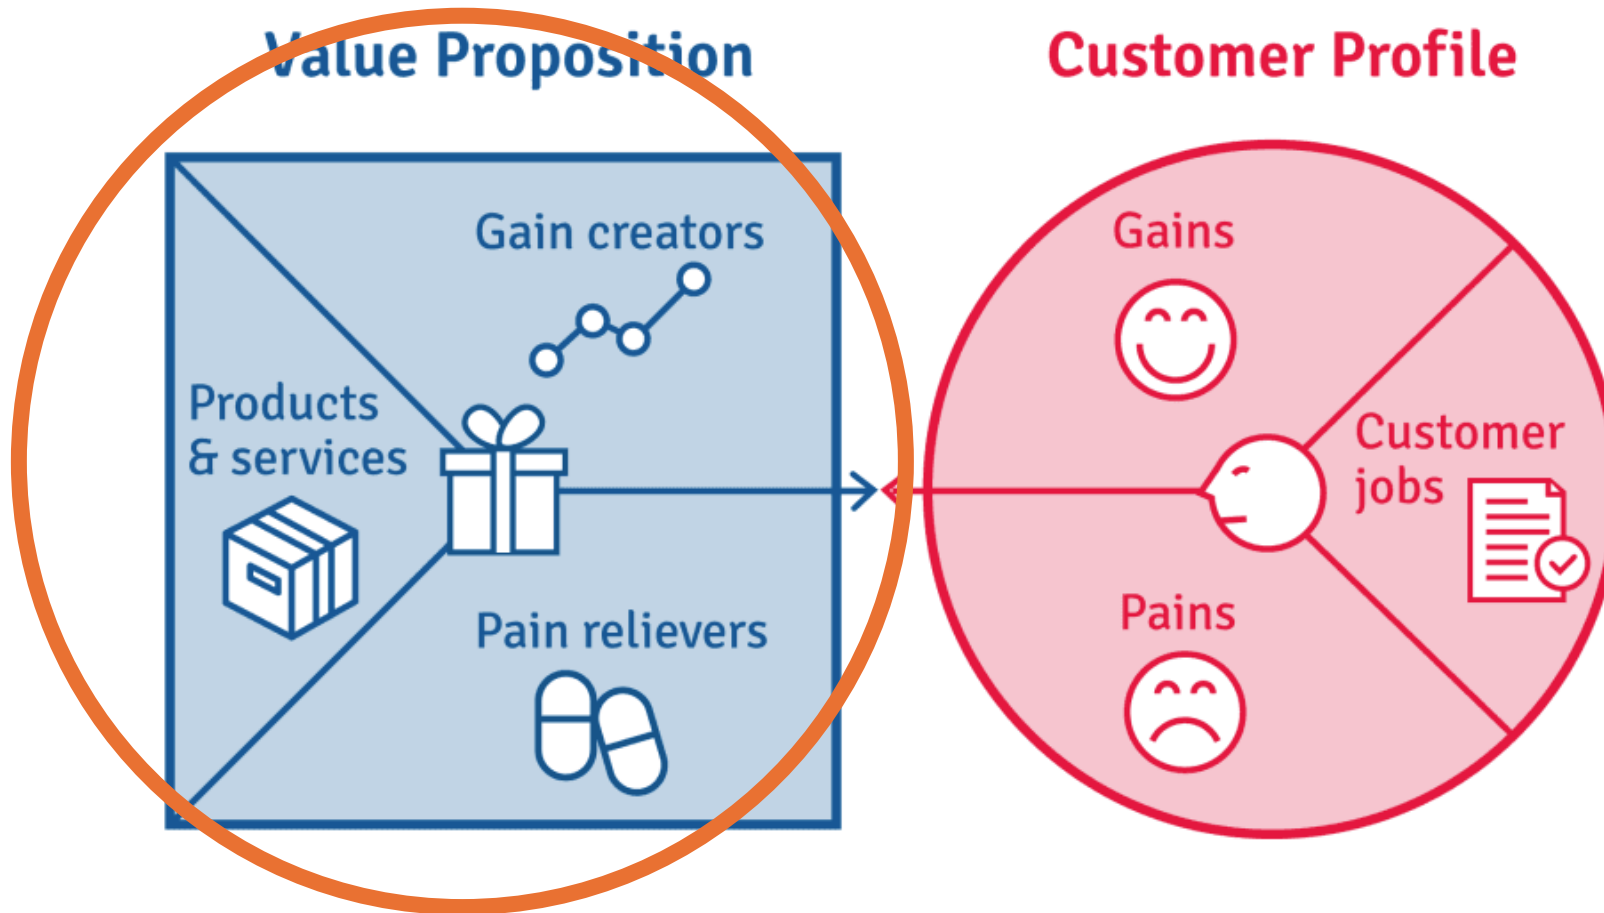 Value Proposition
Customer Profile
Gain creators
Products
& services
Pain relievers
Gains
Customer
jobs
Pains